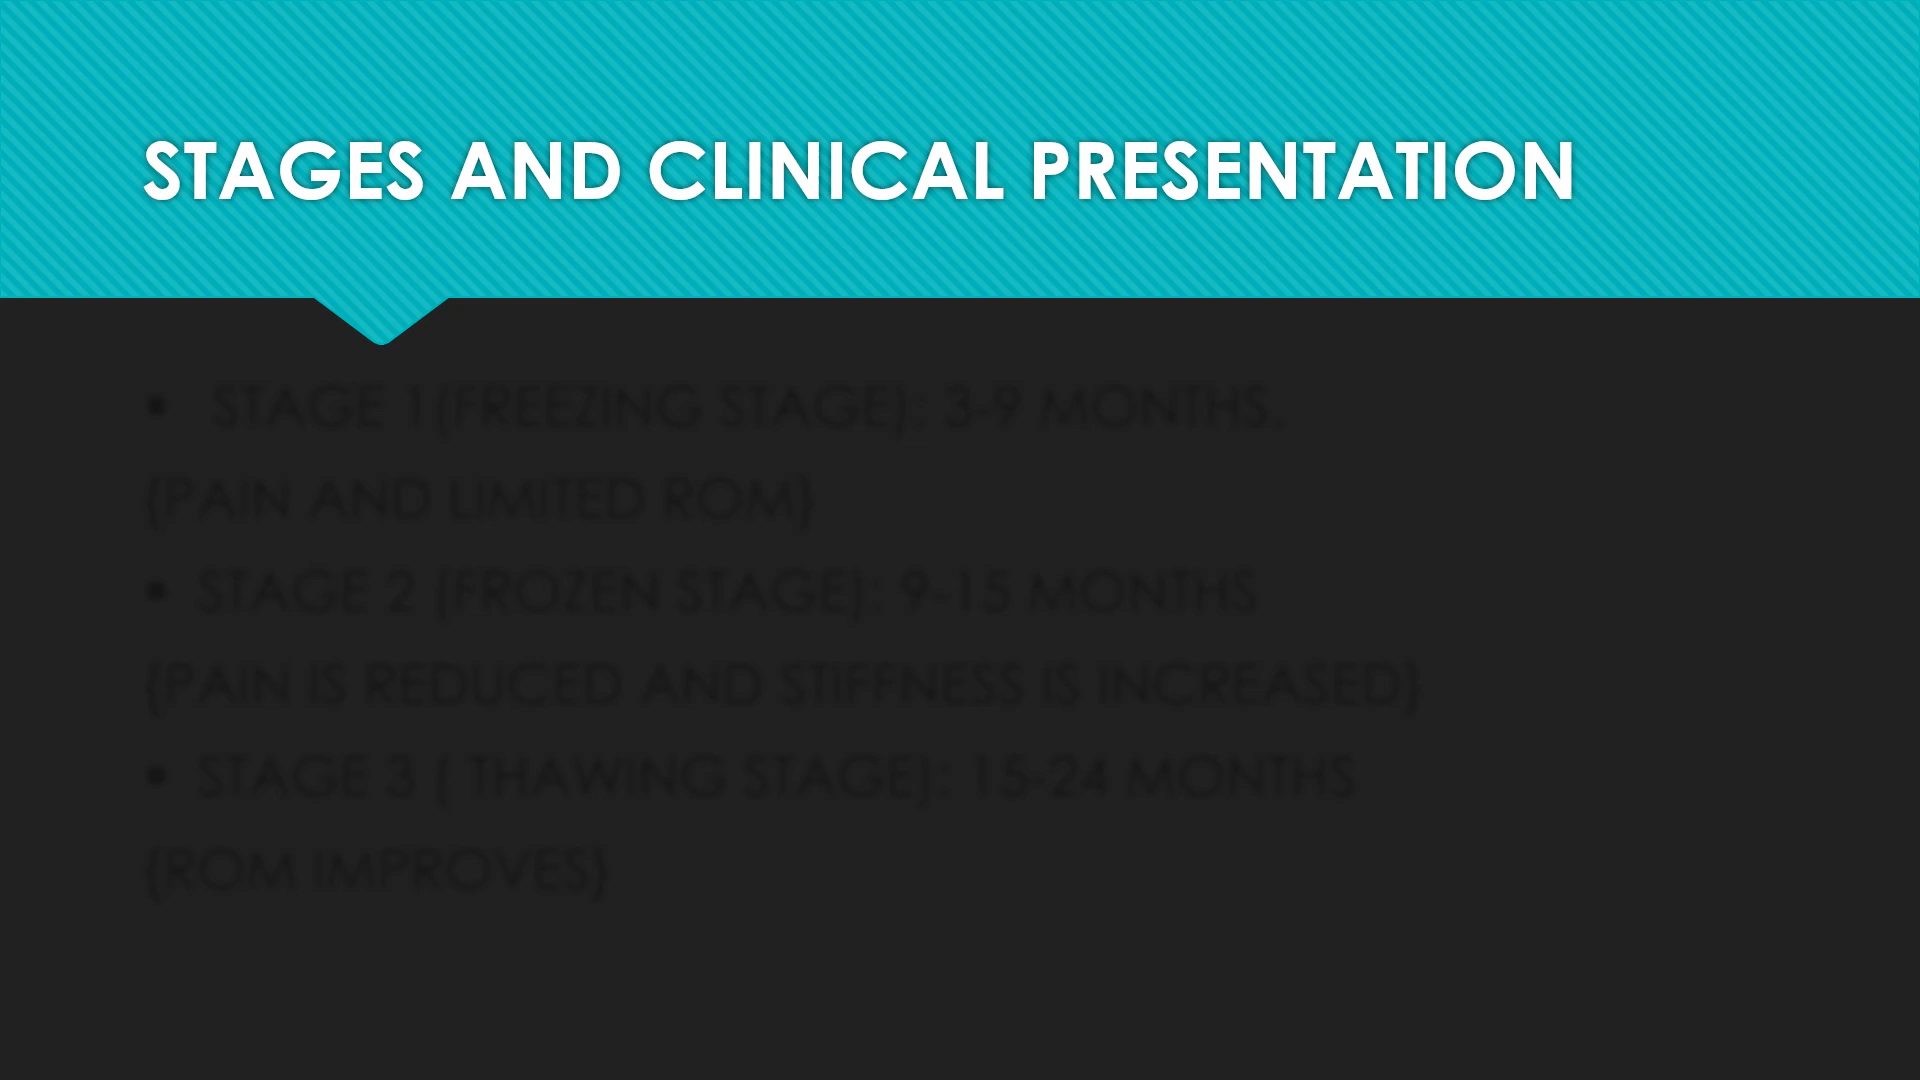 STAGES AND CLINICAL PRESENTATION
▪ STAGE 1(FREEZING STAGE): 3-9 MONTHS.
{PAIN AND LIMITED ROM}
▪ STAGE 2 (FROZEN STAGE): 9-15 MONTHS
{PAIN IS REDUCED AND STIFFNESS IS INCREASED}
▪ STAGE 3 ( THAWING STAGE): 15-24 MONTHS
{ROM IMPROVES}